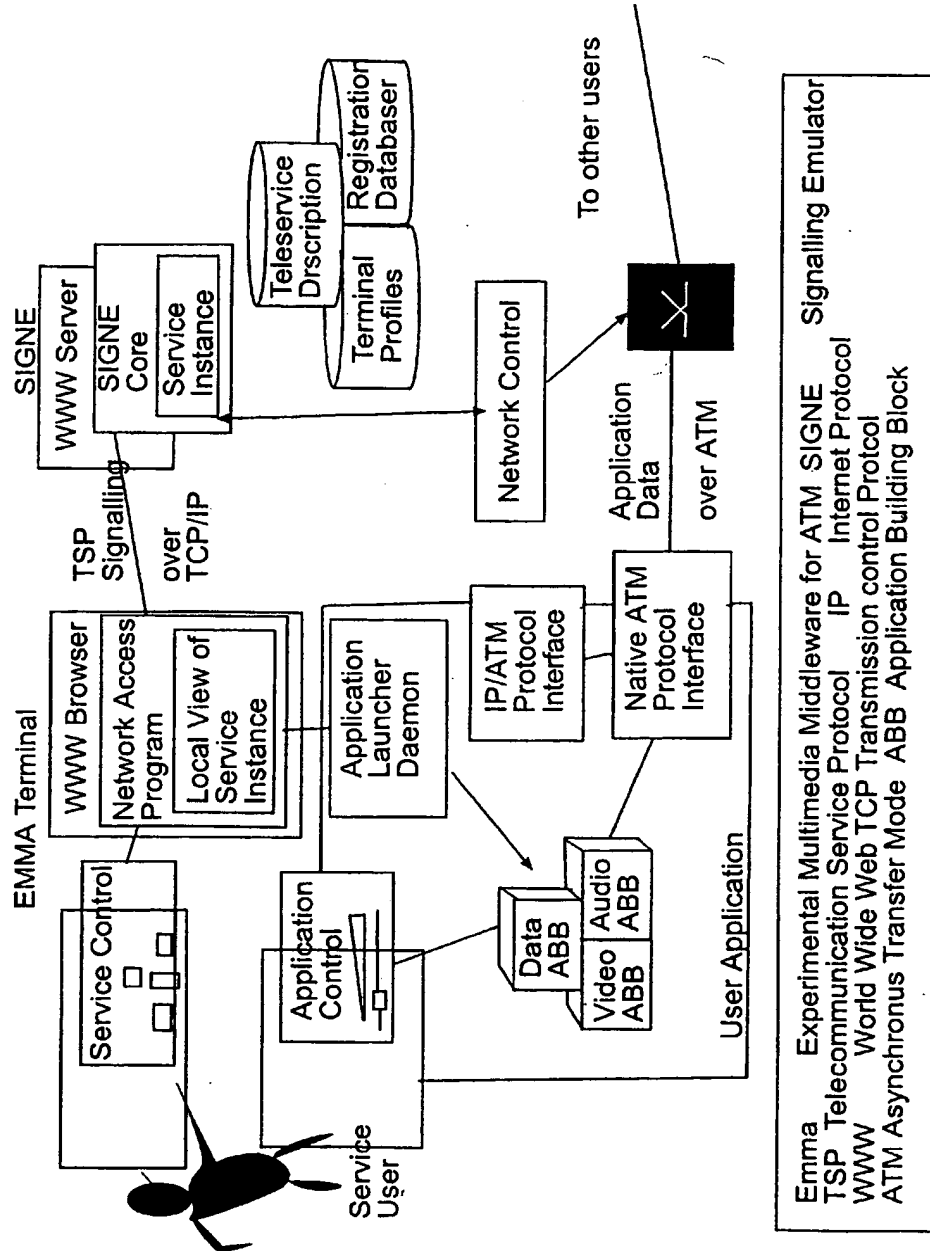 EMMA Terminal
SIGNE
Service Control
WWW Browser
Network Access
Program
Local View of
Service
Instance
TSP
Signalling
over
TCP/IP
WWW Server
SIGNE
Core
Service
Instance
Teleservice
Drscription
Terminal
Profiles
Registration
Databaser
Service
User
Application
Control
Application
Launcher
Daemon
Data
ABB
Video
ABB
Audio
ABB
User Application
IP/ATM
Protocol
Interface
Native ATM
Protocol
Interface
Network Control
Application
Data
over ATM
To other users
Emma Experimental Multimedia Middleware for ATM SIGNE Signalling Emulator
TSP Telecommunication Service Protocol IP Internet Protocol
WWW World Wide Web TCP Transmission control Protcol
ATM Asynchronus Transfer Mode ABB Application Building Block